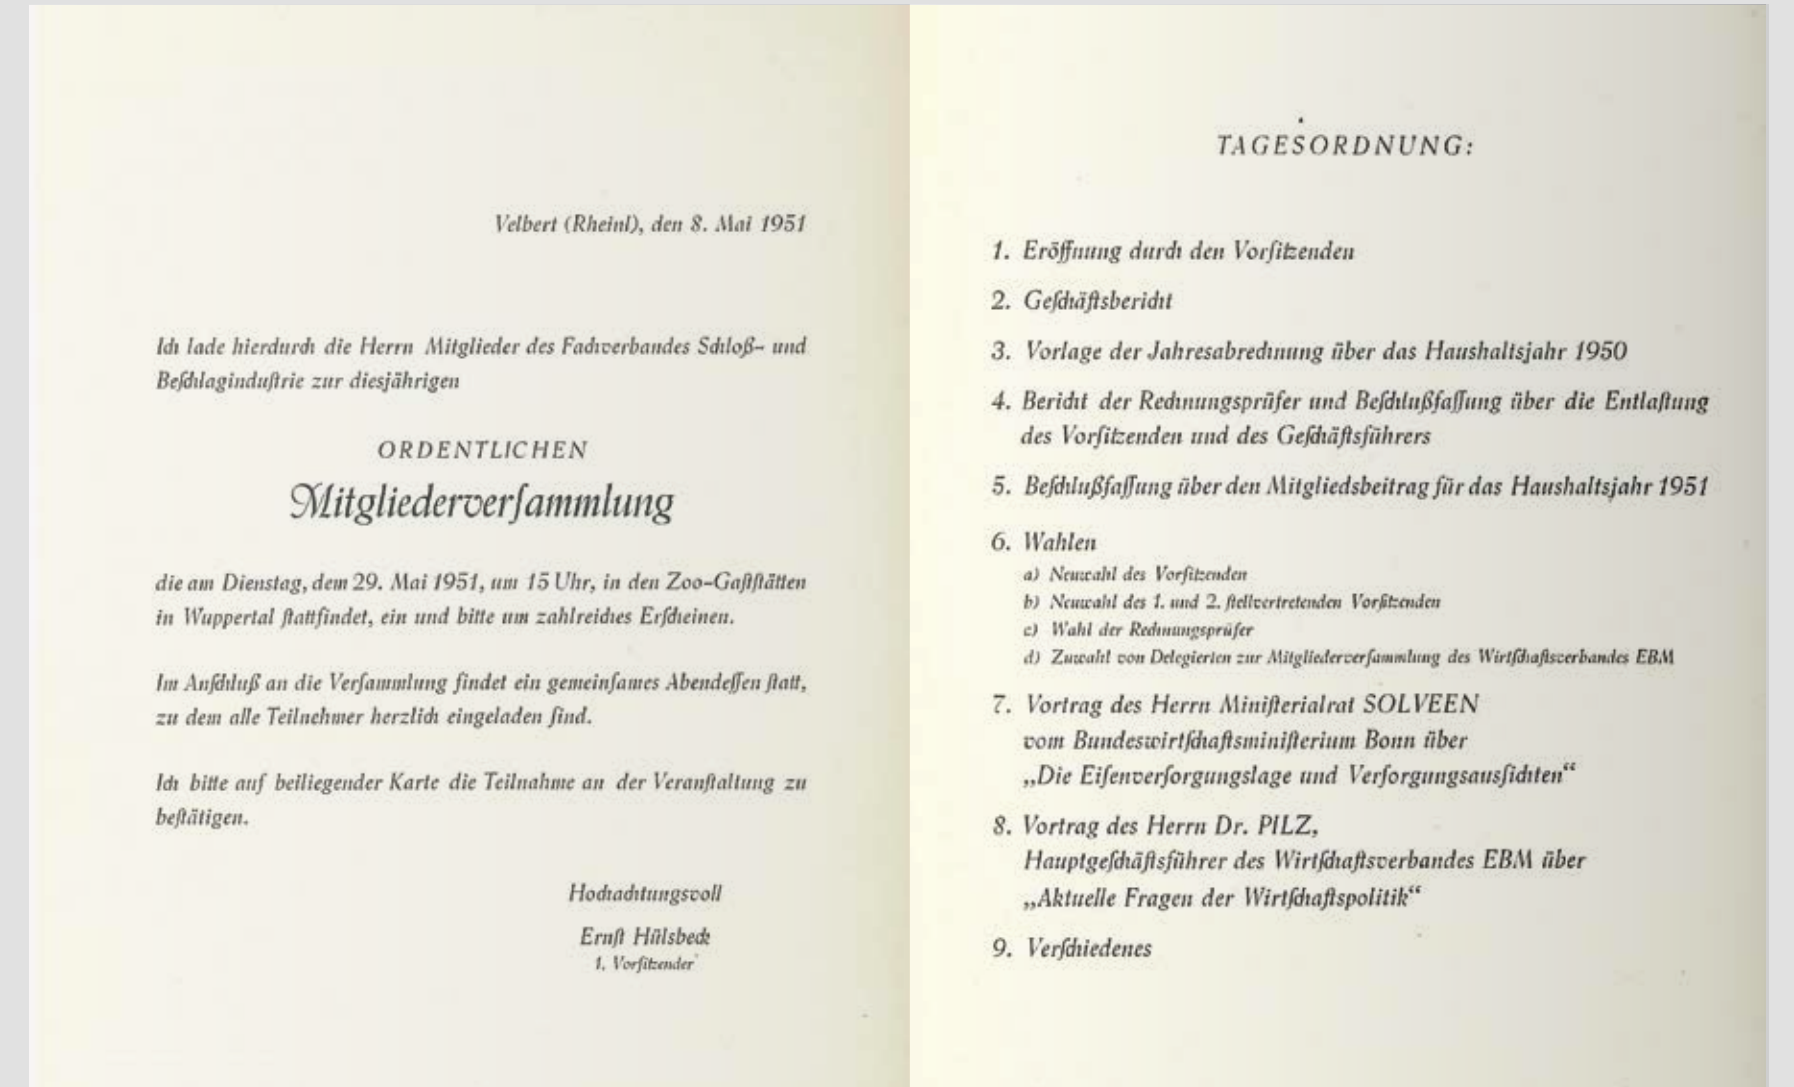 Velbert (Rheinl), den 8. Mai 1951
Ich lade hierdurch die Herrn Mitglieder des Fachverbandes Schloß- und
Beſchlaginduſtrie zur diesjährigen
ORDENTLICHEN
Mitgliederverſammlung
die am Dienstag, dem 29. Mai 1951, um 15 Uhr, in den Zoo-Gaſtſtätten
in Wuppertal ſtattfindet, ein und bitte um zahlreiches Erſcheinen.
Im Anſchluß an die Verſammlung findet ein gemeinſames Abendeſſen ſtatt,
zu dem alle Teilnehmer herzlich eingeladen ſind.
Ich bitte auf beiliegender Karte die Teilnahme an der Veranſtaltung zu
beſtätigen.
Hochachtungsvoll
Ernſt Hülsbeck
1. Vorſitzender
TAGESORDNUNG:
1. Eröffnung durch den Vorſitzenden
2. Geſchäftsbericht
3. Vorlage der Jahresabrechnung über das Haushaltsjahr 1950
4. Bericht der Rechnungsprüfer und Beſchlußfaſſung über die Entlaſtung
des Vorſitzenden und des Geſchäftsführers
5. Beſchlußfaſſung über den Mitgliedsbeitrag für das Haushaltsjahr 1951
6. Wahlen
a) Neuwahl des Vorſitzenden
b) Neuwahl des 1. und 2. ſtellvertretenden Vorſitzenden
c) Wahl der Rechnungsprüfer
d) Zuwahl von Delegierten zur Mitgliederverſammlung des Wirtſchaftsverbandes EBM
7. Vortrag des Herrn Miniſterialrat SOLVEEN
vom Bundeswirtſchaftsminiſterium Bonn über
„Die Eiſenverſorgungslage und Verſorgungsausſichten“
8. Vortrag des Herrn Dr. PILZ,
Hauptgeſchäftsführer des Wirtſchaftsverbandes EBM über
„Aktuelle Fragen der Wirtſchaftspolitik“
9. Verſchiedenes